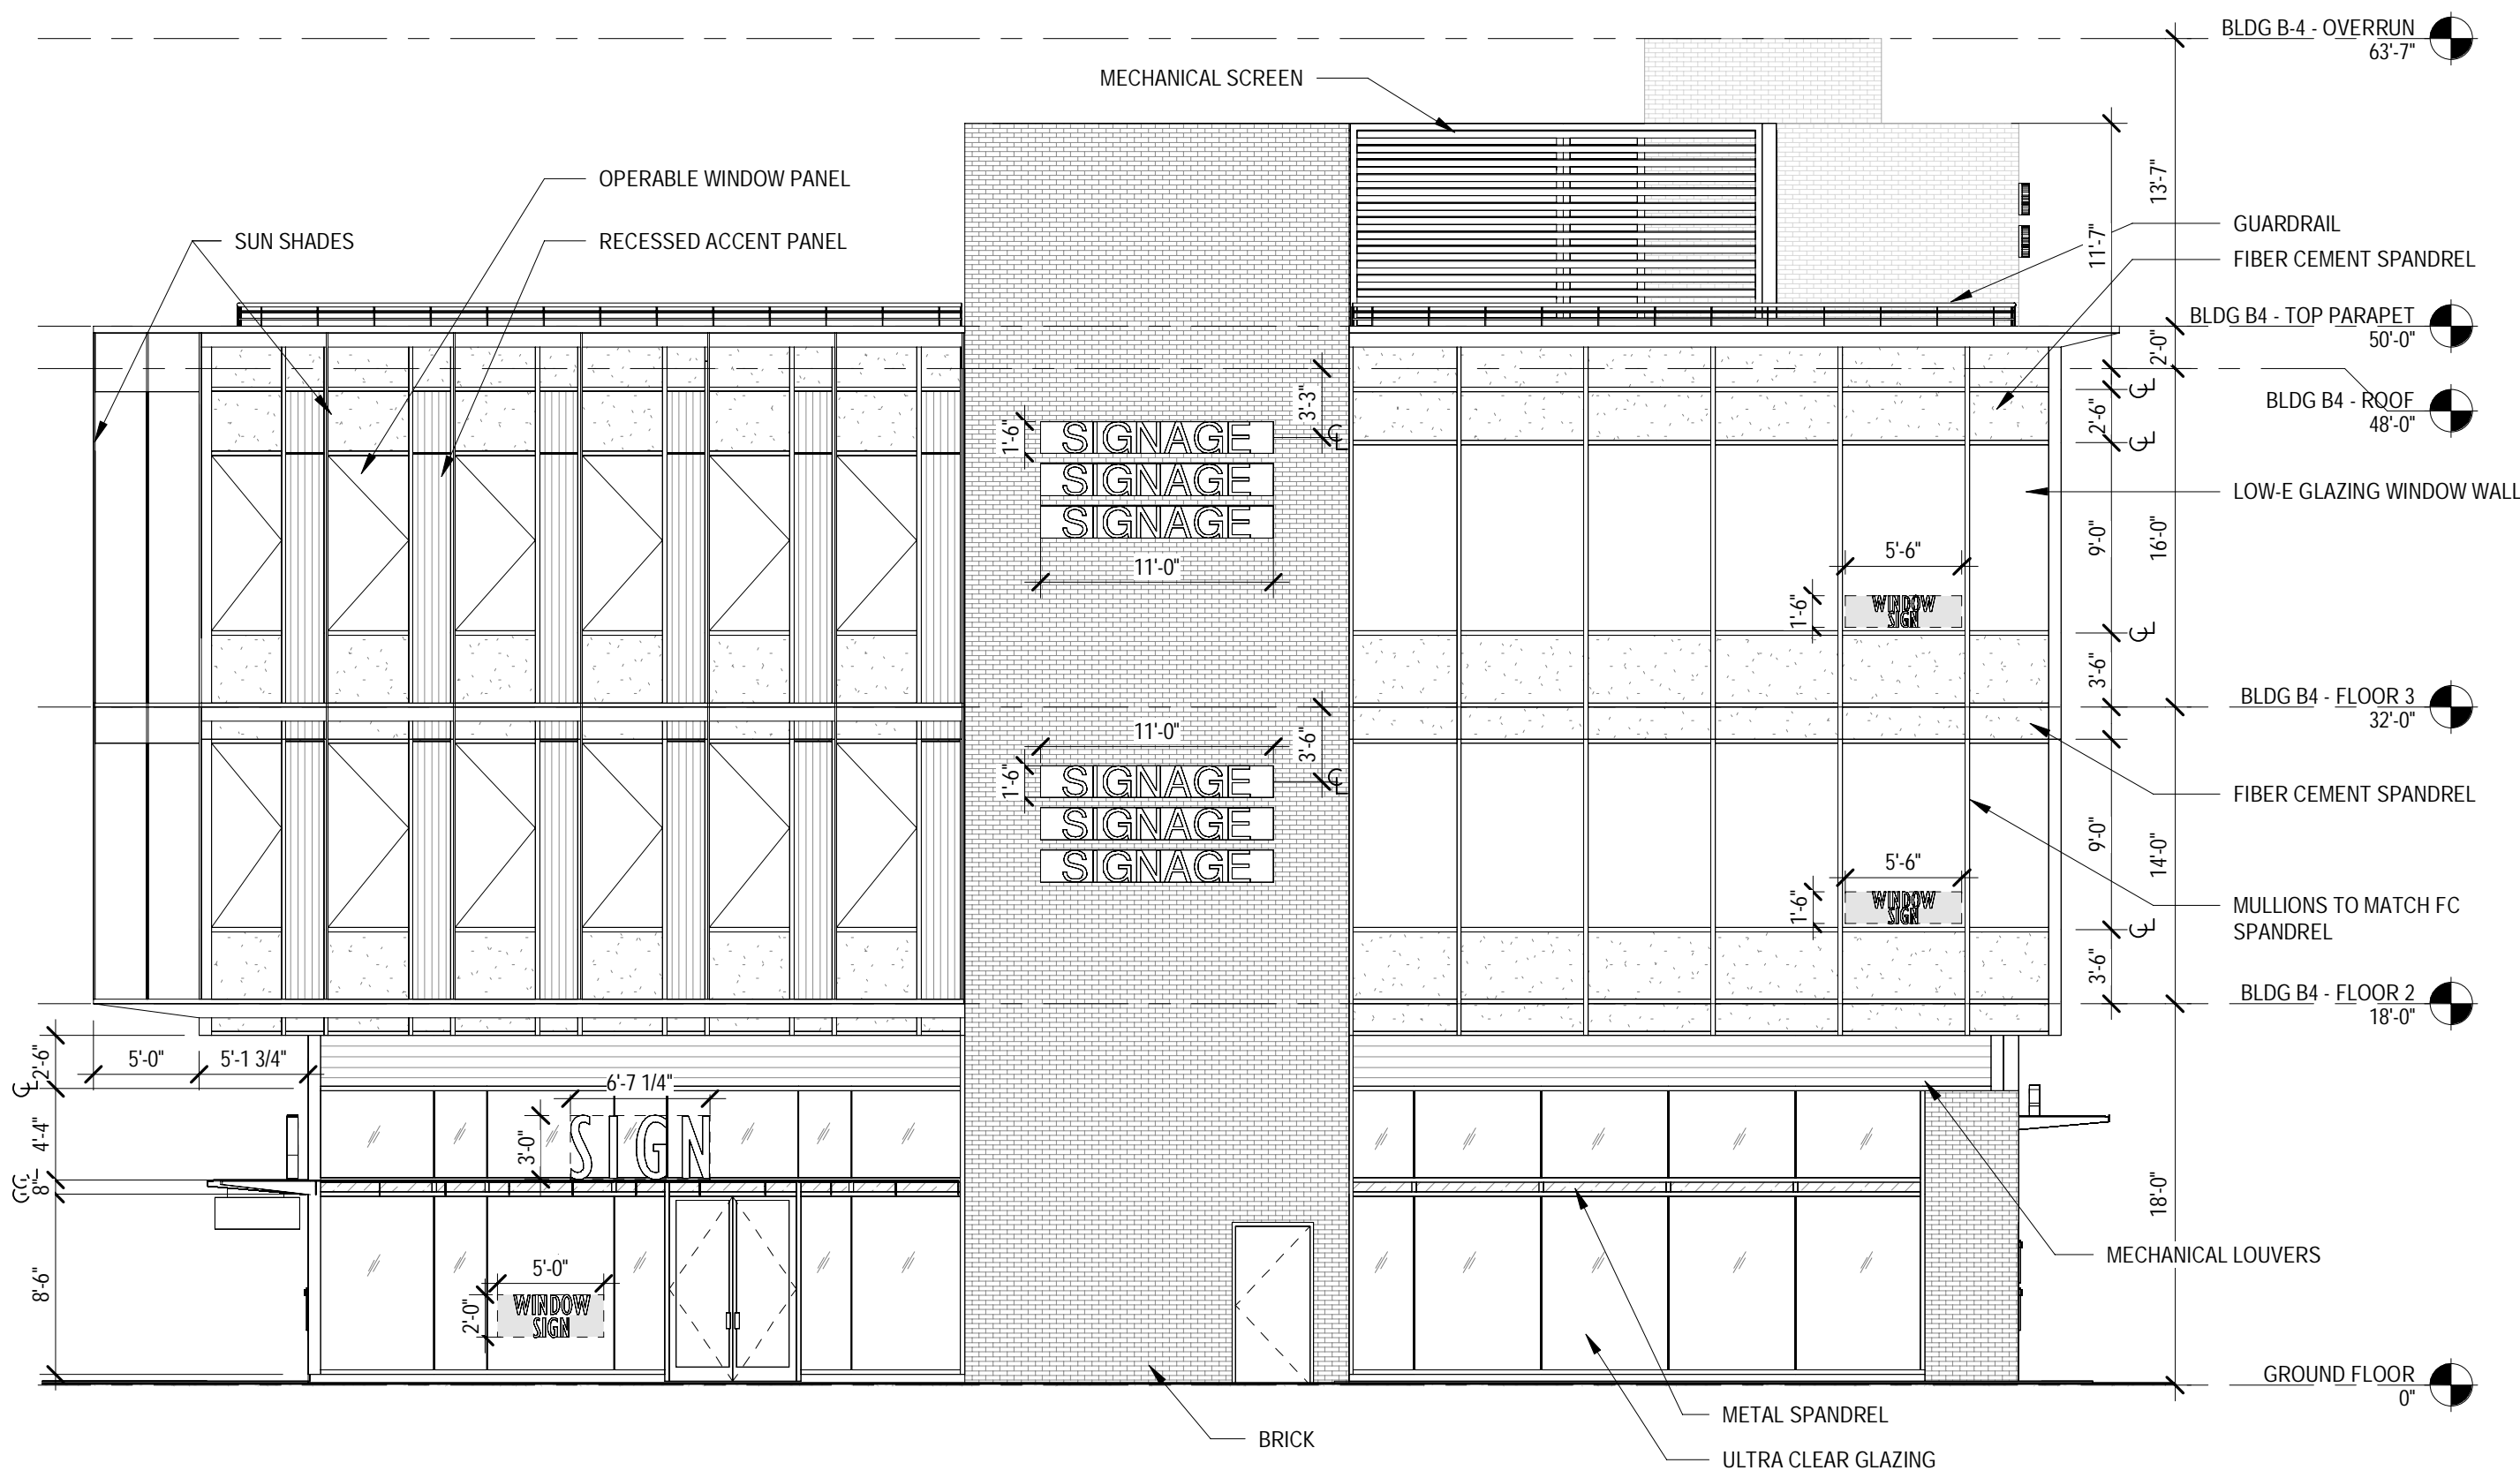 BLDG B-4 - OVERRUN
63'-7"
MECHANICAL SCREEN
13'-7"
OPERABLE WINDOW PANEL
GUARDRAIL
SUN SHADES
RECESSED ACCENT PANEL
11'-7"
FIBER CEMENT SPANDREL
BLDG B4 - TOP PARAPET
50'-0"
2'-0"
3'-3"
BLDG B4 - ROOF
48'-0"
2'-6"
1'-6"
SIGNAGE
SIGNAGE
SIGNAGE
LOW-E GLAZING WINDOW WALL
9'-0"
16'-0"
5'-6"
11'-0"
1'-6"
WINDOW
SIGN
3'-6"
BLDG B4 - FLOOR 3
32'-0"
11'-0"
3'-6"
1'-6"
SIGNAGE
SIGNAGE
SIGNAGE
FIBER CEMENT SPANDREL
9'-0"
14'-0"
5'-6"
1'-6"
WINDOW
SIGN
MULLIONS TO MATCH FC
SPANDREL
3'-6"
BLDG B4 - FLOOR 2
18'-0"
2'-6"
5'-0"
5'-1 3/4"
6'-7 1/4"
4'-4"
3'-0"
SIGN
8"
18'-0"
MECHANICAL LOUVERS
8'-6"
5'-0"
2'-0"
WINDOW
SIGN
GROUND FLOOR
0"
METAL SPANDREL
BRICK
ULTRA CLEAR GLAZING